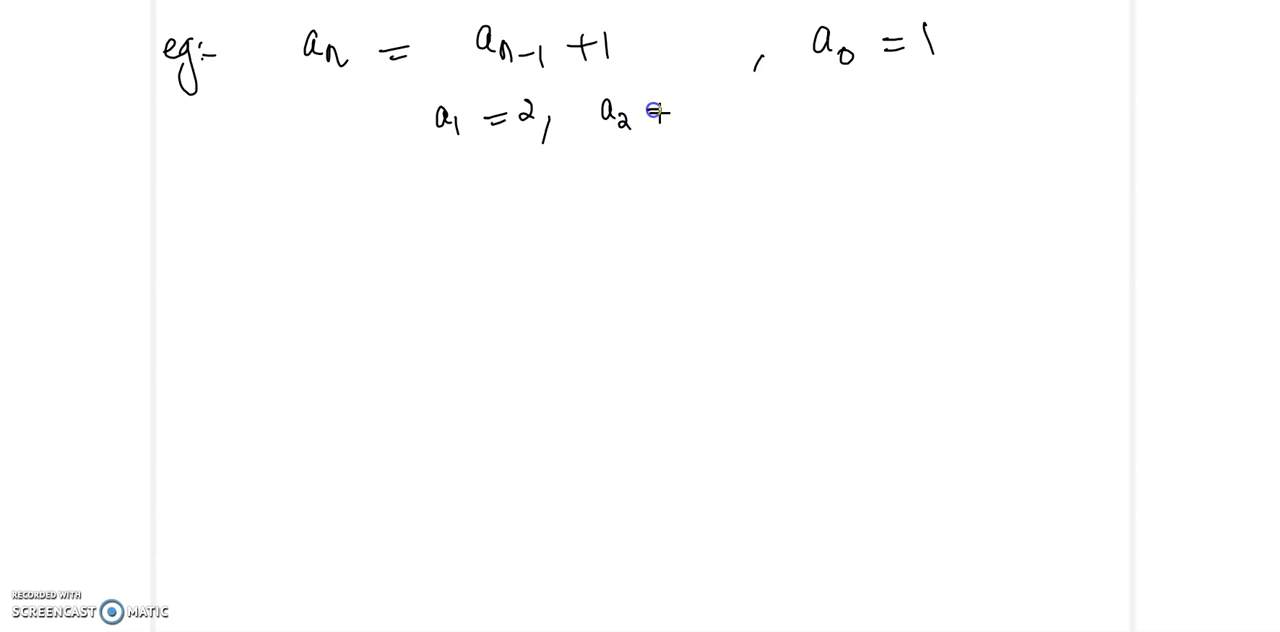 eg:- aₙ = aₙ₋₁ + 1 , a₀ = 1
a₁ = 2, a₂ =
RECORDED WITH
SCREENCAST MATIC